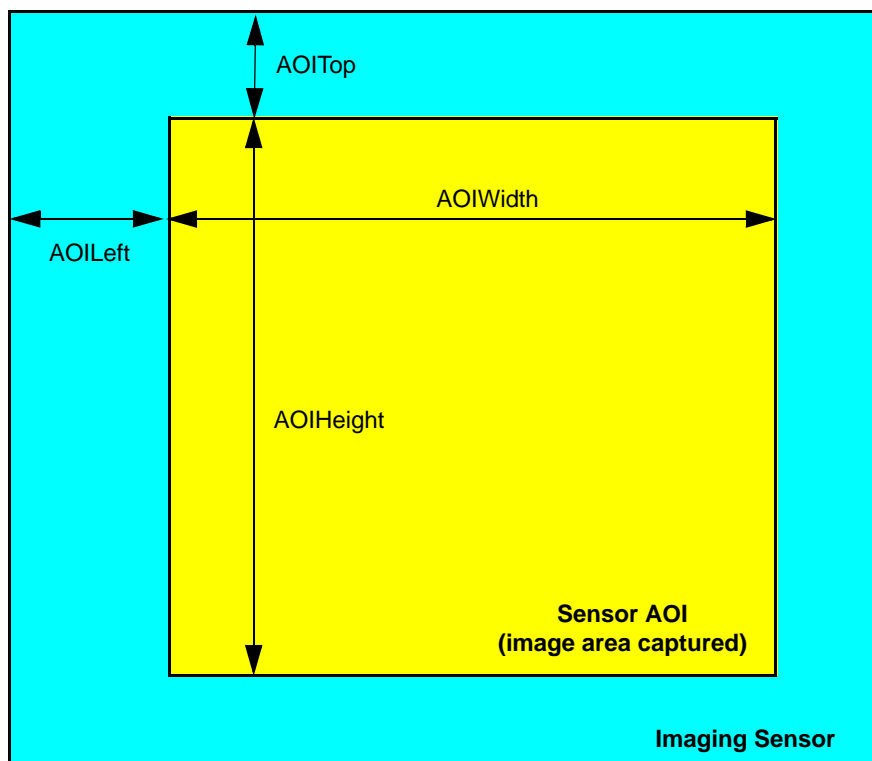 AOITop
AOIWidth
AOILeft
AOIHeight
Sensor AOI
(image area captured)
Imaging Sensor